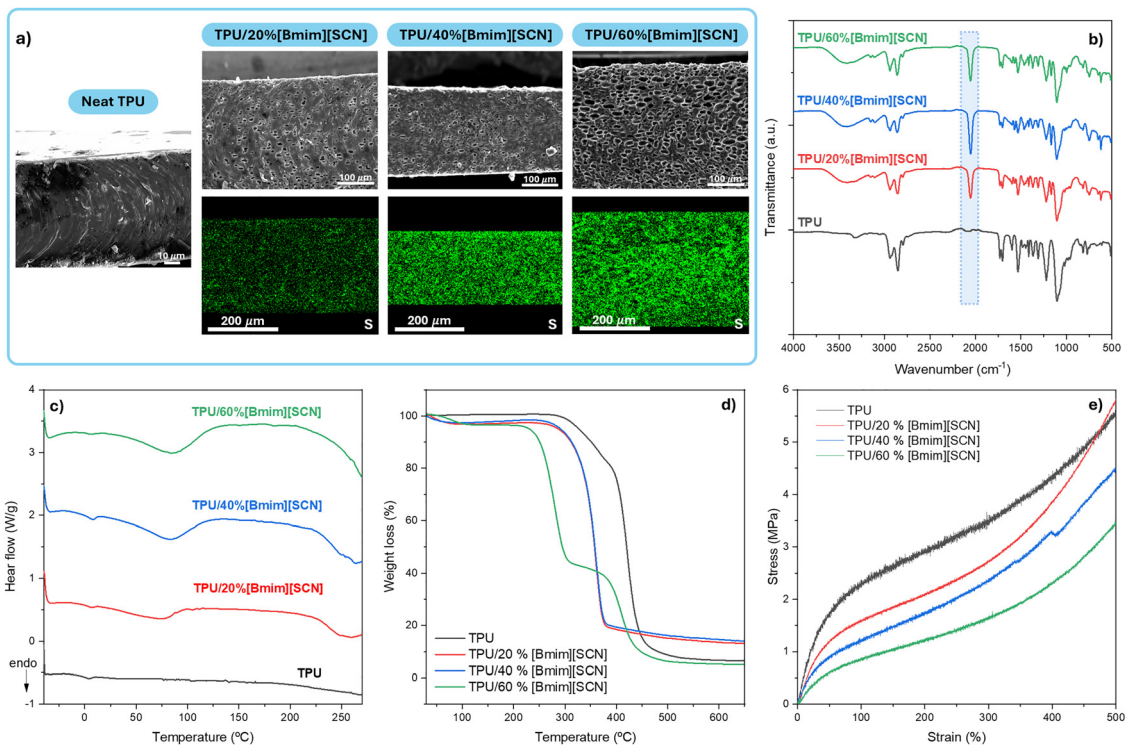 a)
TPU/20%[Bmim][SCN]
TPU/40%[Bmim][SCN]
TPU/60%[Bmim][SCN]
Neat TPU
10 µm
100 µm
100 µm
100 µm
200 µm
S
200 µm
S
200 µm
S
b)
TPU/60%[Bmim][SCN]
TPU/40%[Bmim][SCN]
TPU/20%[Bmim][SCN]
TPU
Transmittance (a.u.)
4000 3500 3000 2500 2000 1500 1000 500
Wavenumber (cm⁻¹)
c)
4
3
2
1
0
-1
Hear flow (W/g)
TPU/60%[Bmim][SCN]
TPU/40%[Bmim][SCN]
TPU/20%[Bmim][SCN]
TPU
endo
0 50 100 150 200 250
Temperature (ºC)
d)
100
80
60
40
20
0
Weight loss (%)
TPU
TPU/20 % [Bmim][SCN]
TPU/40 % [Bmim][SCN]
TPU/60 % [Bmim][SCN]
100 200 300 400 500 600
Temperature (ºC)
e)
6
5
4
3
2
1
0
Stress (MPa)
TPU
TPU/20 % [Bmim][SCN]
TPU/40 % [Bmim][SCN]
TPU/60 % [Bmim][SCN]
0 100 200 300 400 500
Strain (%)